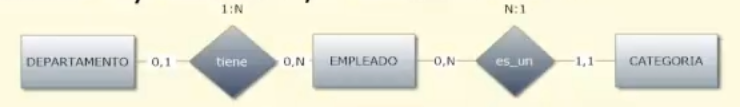 1:N
N:1
DEPARTAMENTO 0,1 tiene 0,N EMPLEADO 0,N es_un 1,1 CATEGORIA